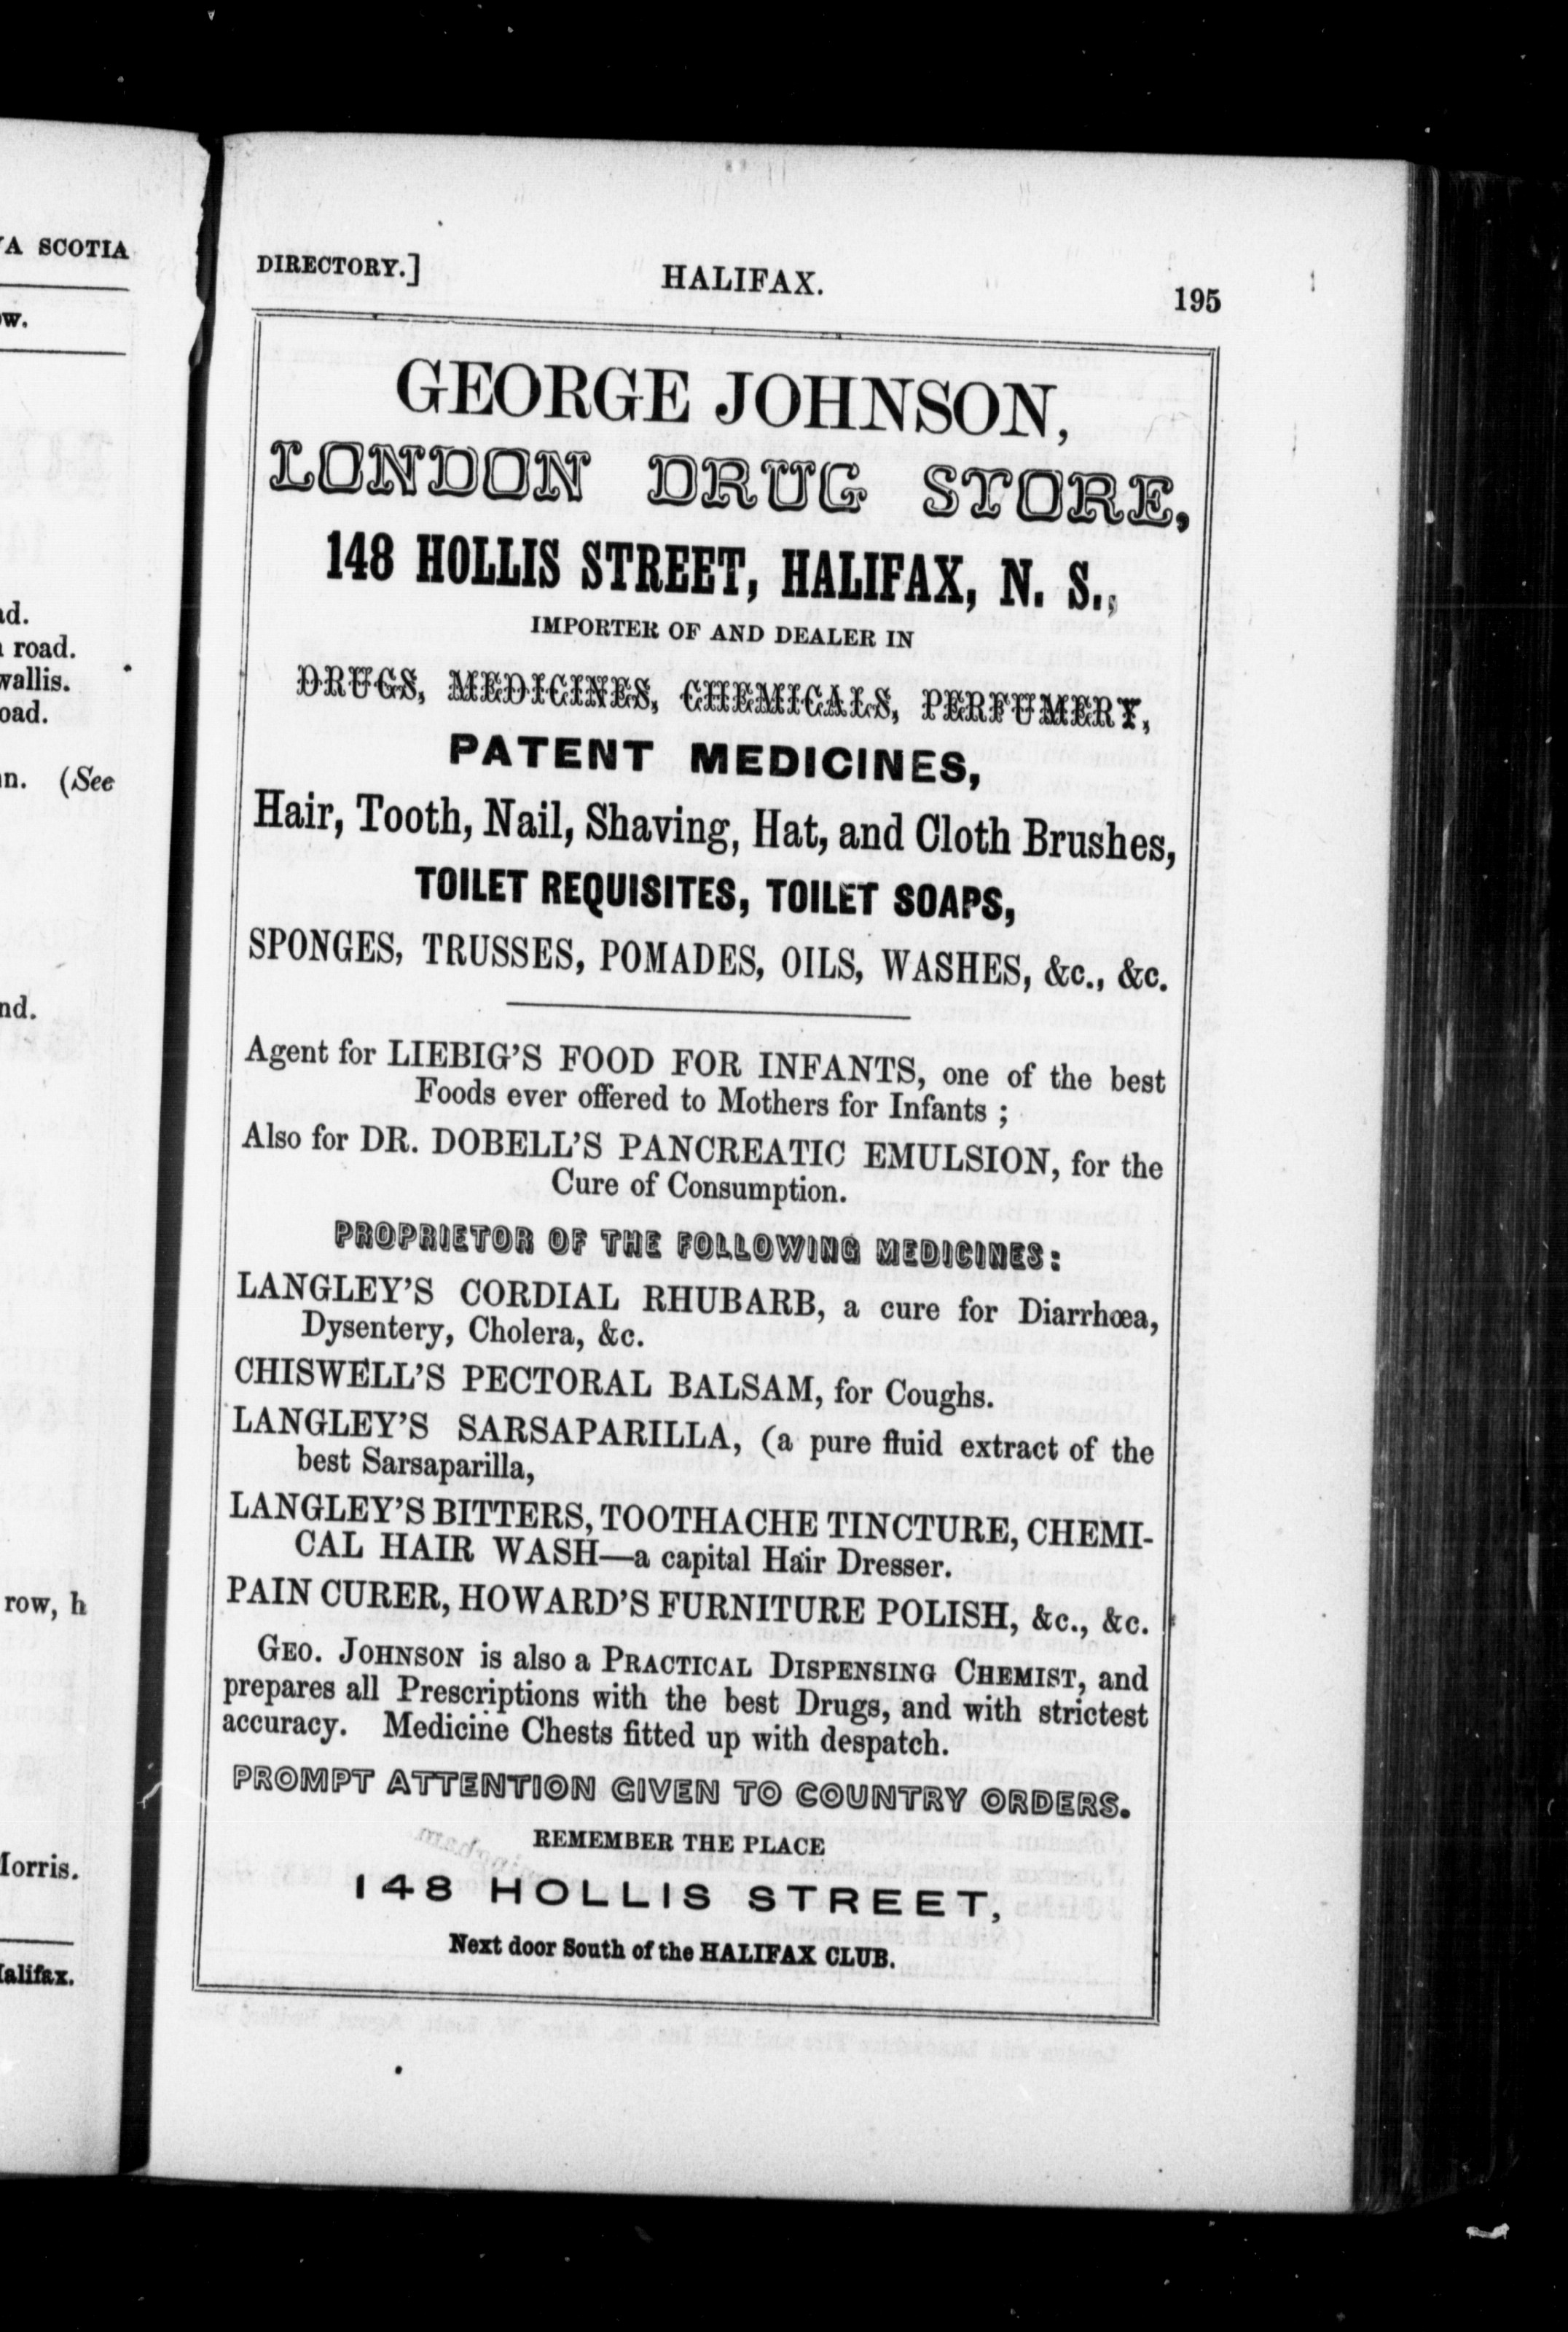 A SCOTIA
ow.
road.
wallis.
oad.
n. (See
nd.
row, h
Morris.
Halifax.
DIRECTORY.] HALIFAX. 195
GEORGE JOHNSON,
LONDON DRUG STORE,
148 HOLLIS STREET, HALIFAX, N. S.,
IMPORTER OF AND DEALER IN
DRUGS, MEDICINES, CHEMICALS, PERFUMERY,
PATENT MEDICINES,
Hair, Tooth, Nail, Shaving, Hat, and Cloth Brushes,
TOILET REQUISITES, TOILET SOAPS,
SPONGES, TRUSSES, POMADES, OILS, WASHES, &c., &c.
Agent for LIEBIG'S FOOD FOR INFANTS, one of the best
Foods ever offered to Mothers for Infants ;
Also for DR. DOBELL'S PANCREATIC EMULSION, for the
Cure of Consumption.
PROPRIETOR OF THE FOLLOWING MEDICINES:
LANGLEY'S CORDIAL RHUBARB, a cure for Diarrhœa,
Dysentery, Cholera, &c.
CHISWELL'S PECTORAL BALSAM, for Coughs.
LANGLEY'S SARSAPARILLA, (a pure fluid extract of the
best Sarsaparilla,
LANGLEY'S BITTERS, TOOTHACHE TINCTURE, CHEMI-
CAL HAIR WASH—a capital Hair Dresser.
PAIN CURER, HOWARD'S FURNITURE POLISH, &c., &c.
GEO. JOHNSON is also a PRACTICAL DISPENSING CHEMIST, and
prepares all Prescriptions with the best Drugs, and with strictest
accuracy. Medicine Chests fitted up with despatch.
PROMPT ATTENTION GIVEN TO COUNTRY ORDERS.
REMEMBER THE PLACE
148 HOLLIS STREET,
Next door South of the HALIFAX CLUB.